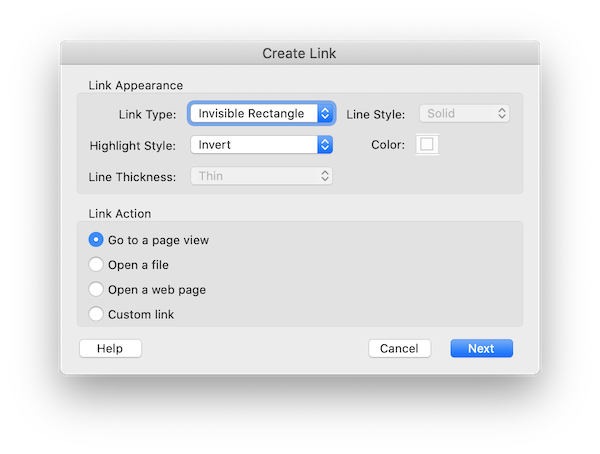 Create Link
Link Appearance
Link Type: Invisible Rectangle Line Style: Solid
Highlight Style: Invert Color:
Line Thickness: Thin
Link Action
Go to a page view
Open a file
Open a web page
Custom link
Help Cancel Next